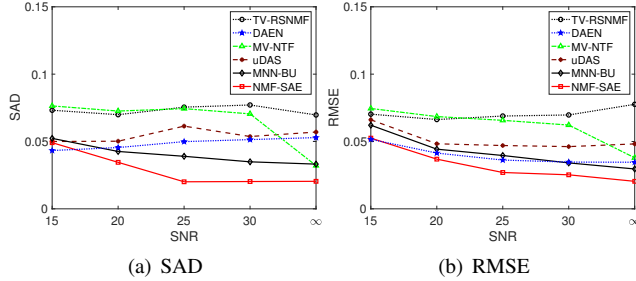 0.15
0.1
0.05
0
SAD
15 20 25 30 ∞
SNR
TV-RSNMF
DAEN
MV-NTF
uDAS
MNN-BU
NMF-SAE
(a) SAD
0.15
0.1
0.05
0
RMSE
15 20 25 30 ∞
SNR
TV-RSNMF
DAEN
MV-NTF
uDAS
MNN-BU
NMF-SAE
(b) RMSE